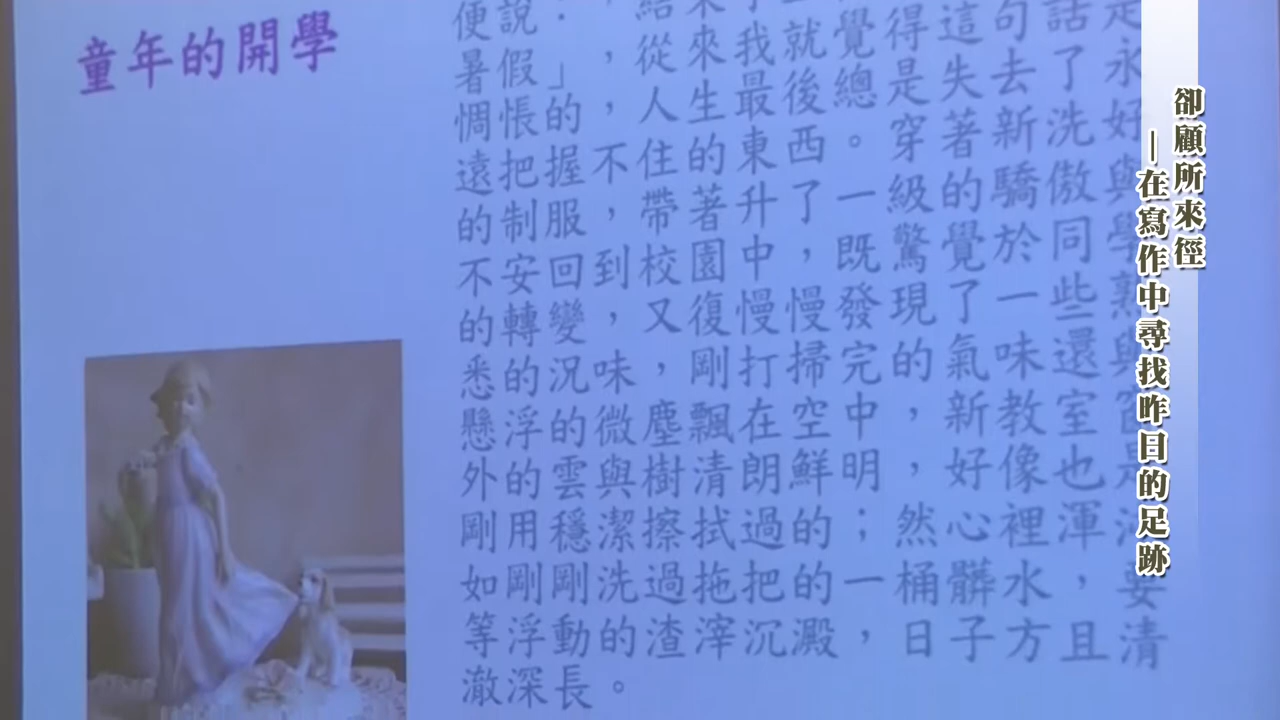 童年的開學
便說：
暑假」，從來我就覺得這句話是
惆悵的，人生最後總是失去了永
遠把握不住的東西。穿著新洗好
的制服，帶著升了一級的驕傲與
不安回到校園中，既驚覺於同學
的轉變，又復慢慢發現了一些熟
悉的況味，剛打掃完的氣味還與
懸浮的微塵飄在空中，新教室窗
外的雲與樹清朗鮮明，好像也是
剛用穩潔擦拭過的；然心裡渾
如剛剛洗過拖把的一桶髒水，要
等浮動的渣滓沉澱，日子方且清
澈深長。
卻顧所來徑
—在寫作中尋找昨日的足跡